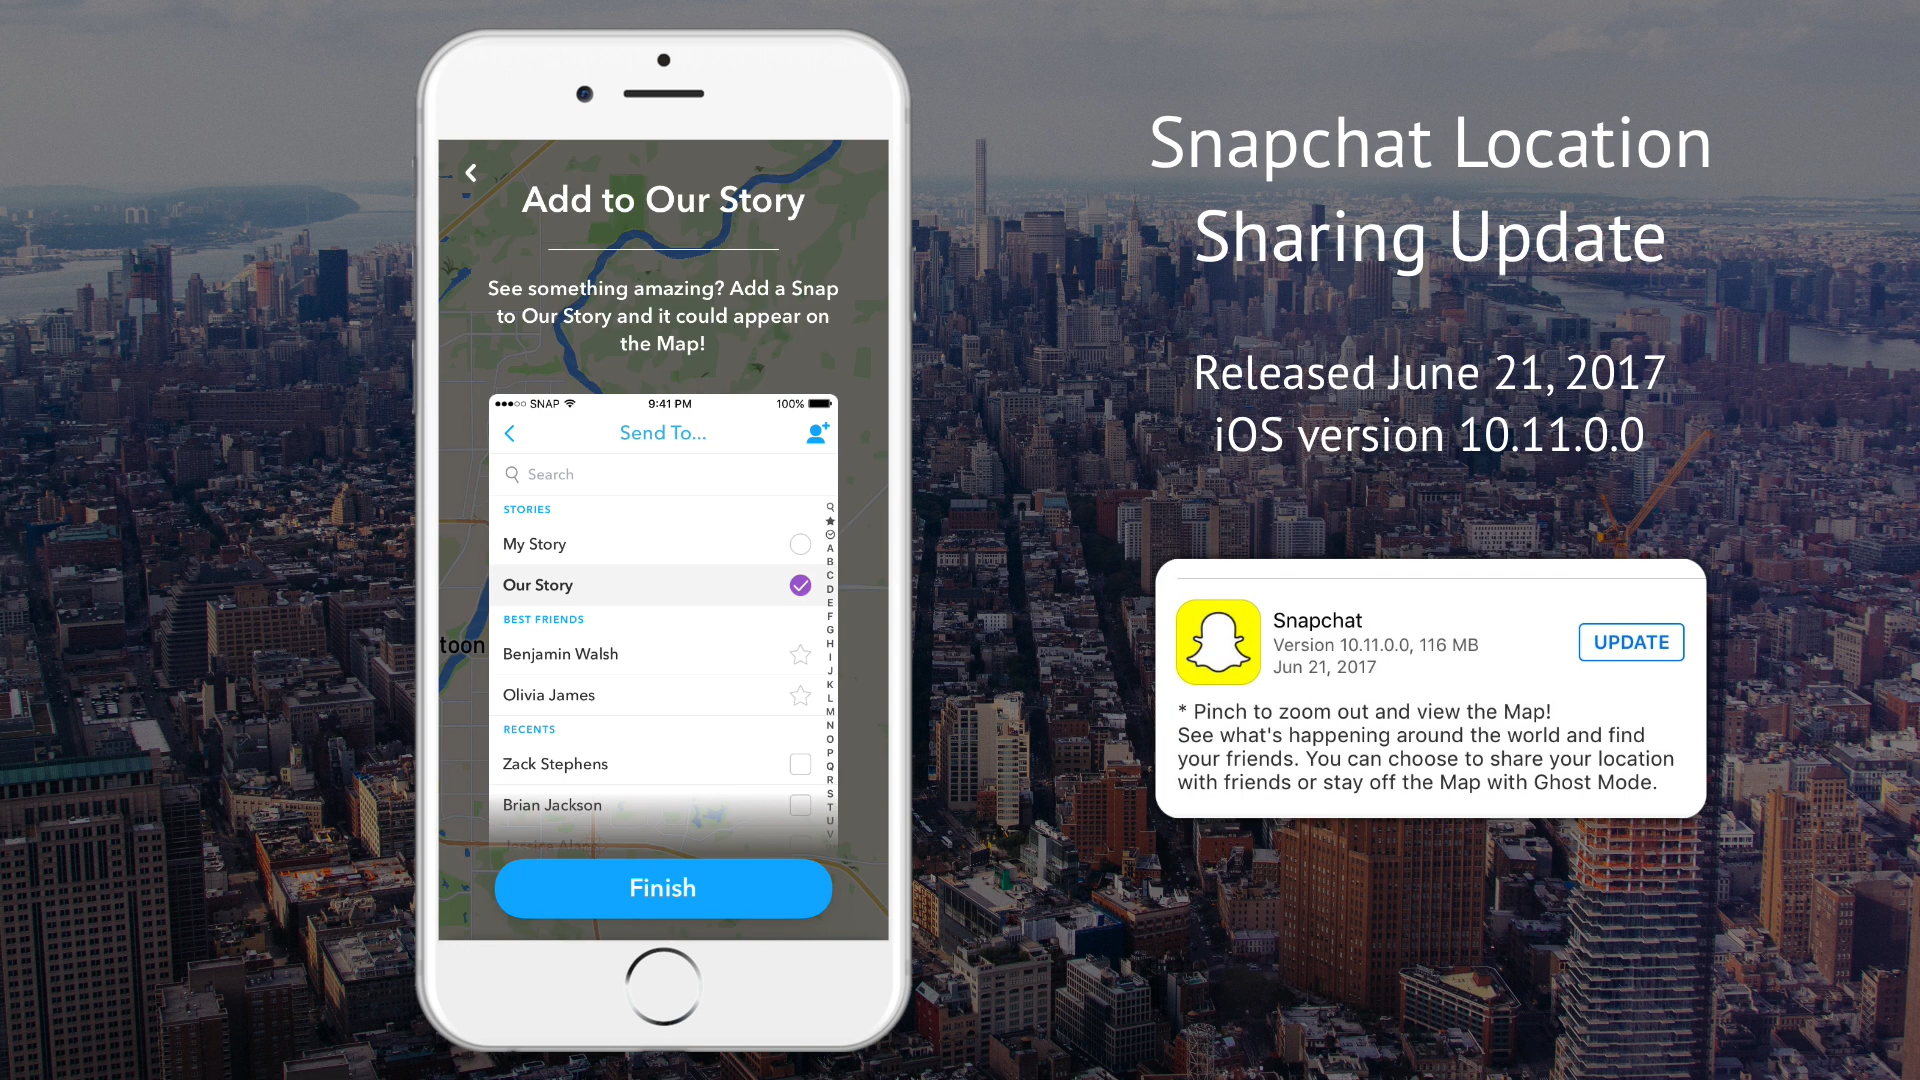 Add to Our Story
See something amazing? Add a Snap
to Our Story and it could appear on
the Map!
SNAP 9:41 PM 100%
Send To...
Search
STORIES
My Story
Our Story
BEST FRIENDS
Benjamin Walsh
Olivia James
RECENTS
Zack Stephens
Brian Jackson
A
B
C
D
E
F
G
H
I
J
K
L
M
N
O
P
Q
R
S
T
U
V
toon
Finish
Snapchat Location
Sharing Update
Released June 21, 2017
iOS version 10.11.0.0
Snapchat
Version 10.11.0.0, 116 MB
Jun 21, 2017
UPDATE
* Pinch to zoom out and view the Map!
See what's happening around the world and find
your friends. You can choose to share your location
with friends or stay off the Map with Ghost Mode.